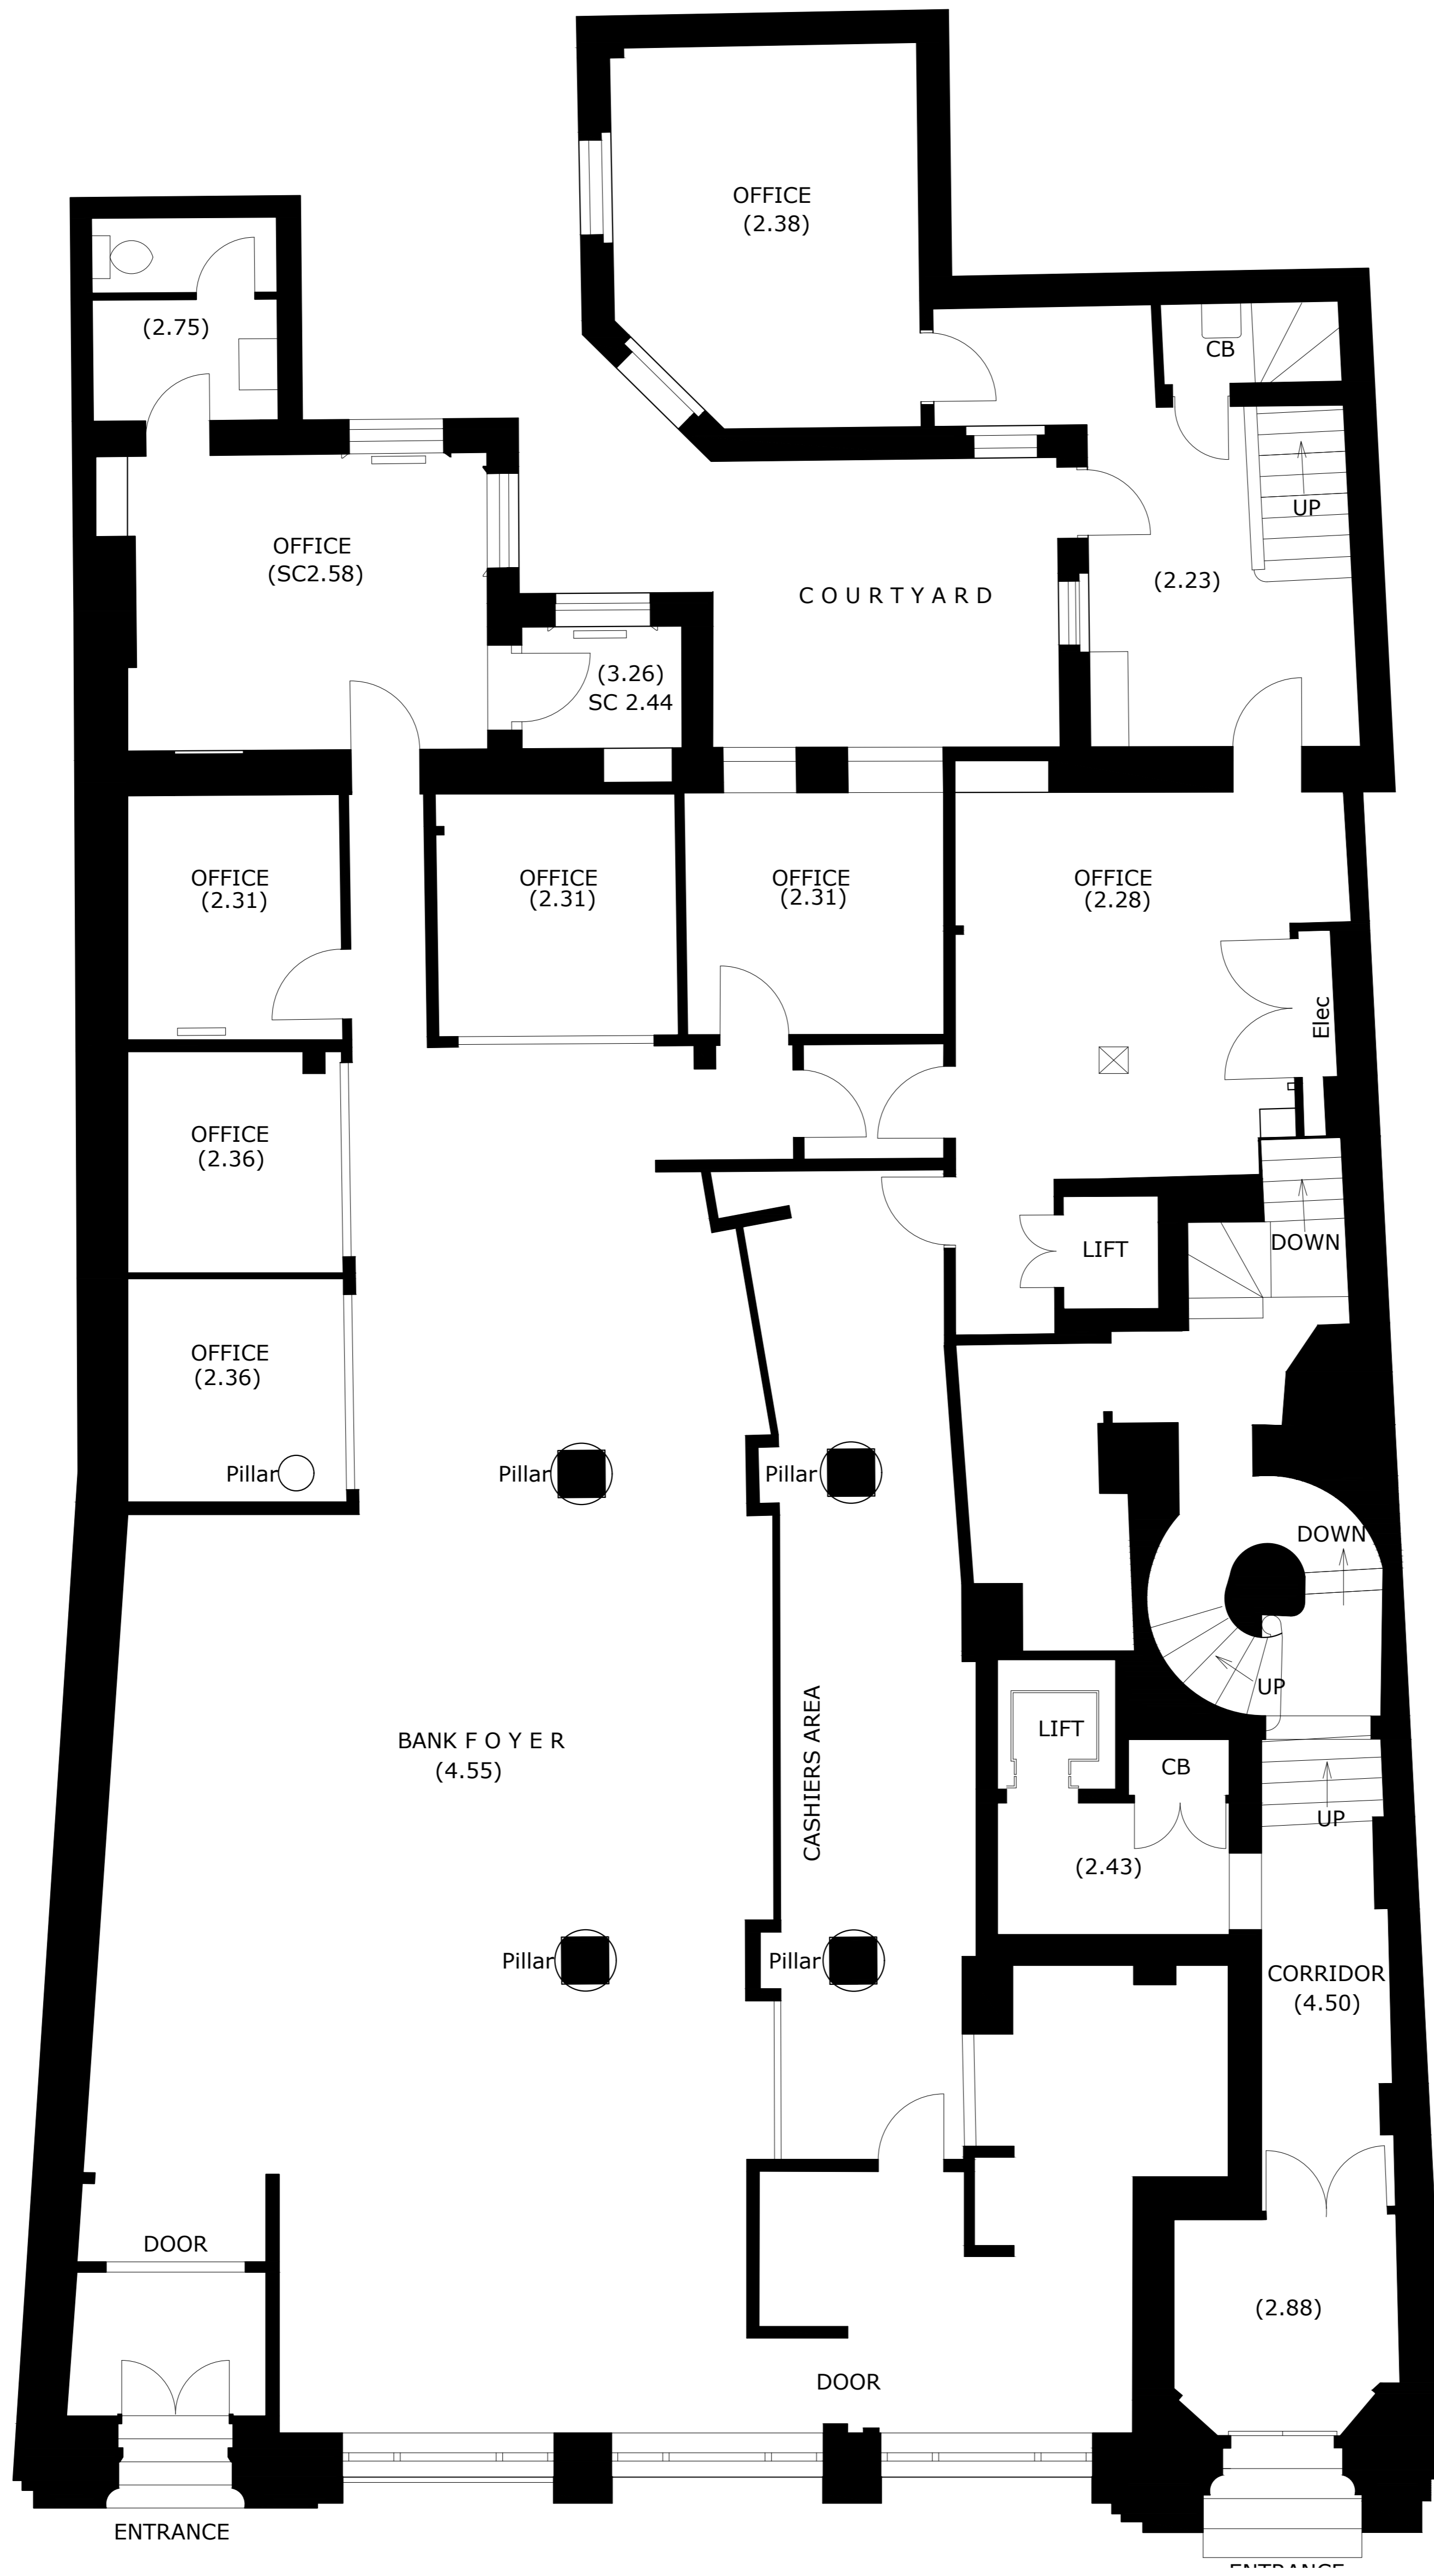 OFFICE
(2.38)
(2.75)
CB
UP
OFFICE
(SC2.58)
(2.23)
COURTYARD
(3.26)
SC 2.44
OFFICE
(2.31)
OFFICE
(2.31)
OFFICE
(2.31)
OFFICE
(2.28)
Elec
OFFICE
(2.36)
LIFT
DOWN
OFFICE
(2.36)
Pillar
Pillar
Pillar
DOWN
UP
BANK FOYER
(4.55)
CASHIERS AREA
LIFT
CB
UP
(2.43)
Pillar
Pillar
CORRIDOR
(4.50)
DOOR
(2.88)
DOOR
ENTRANCE
ENTRANCE